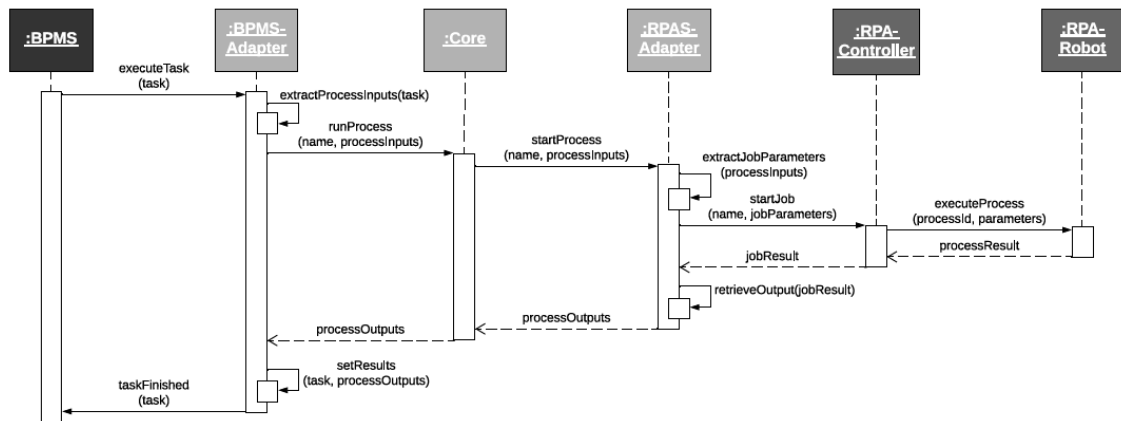 :BPMS
:BPMS-
Adapter
:Core
:RPAS-
Adapter
:RPA-
Controller
:RPA-
Robot
executeTask
(task)
extractProcessInputs(task)
runProcess
(name, processInputs)
startProcess
(name, processInputs)
extractJobParameters
(processInputs)
startJob
(name, jobParameters)
executeProcess
(processId, parameters)
processResult
jobResult
retrieveOutput(jobResult)
processOutputs
processOutputs
setResults
(task, processOutputs)
taskFinished
(task)